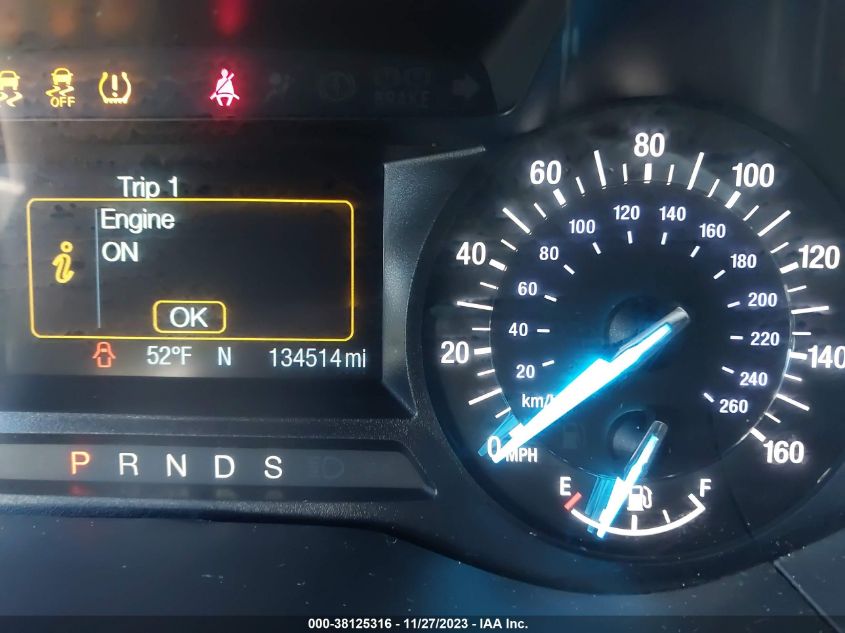 OFF
BRAKE
Trip 1
Engine
ON
i
OK
52°F N 134514 mi
P R N D S
0 20 40 60 80 100 120 140 160
MPH
20 40 60 80 100 120 140 160 180 200 220 240 260
E F
000-38125316 - 11/27/2023 - IAA Inc.